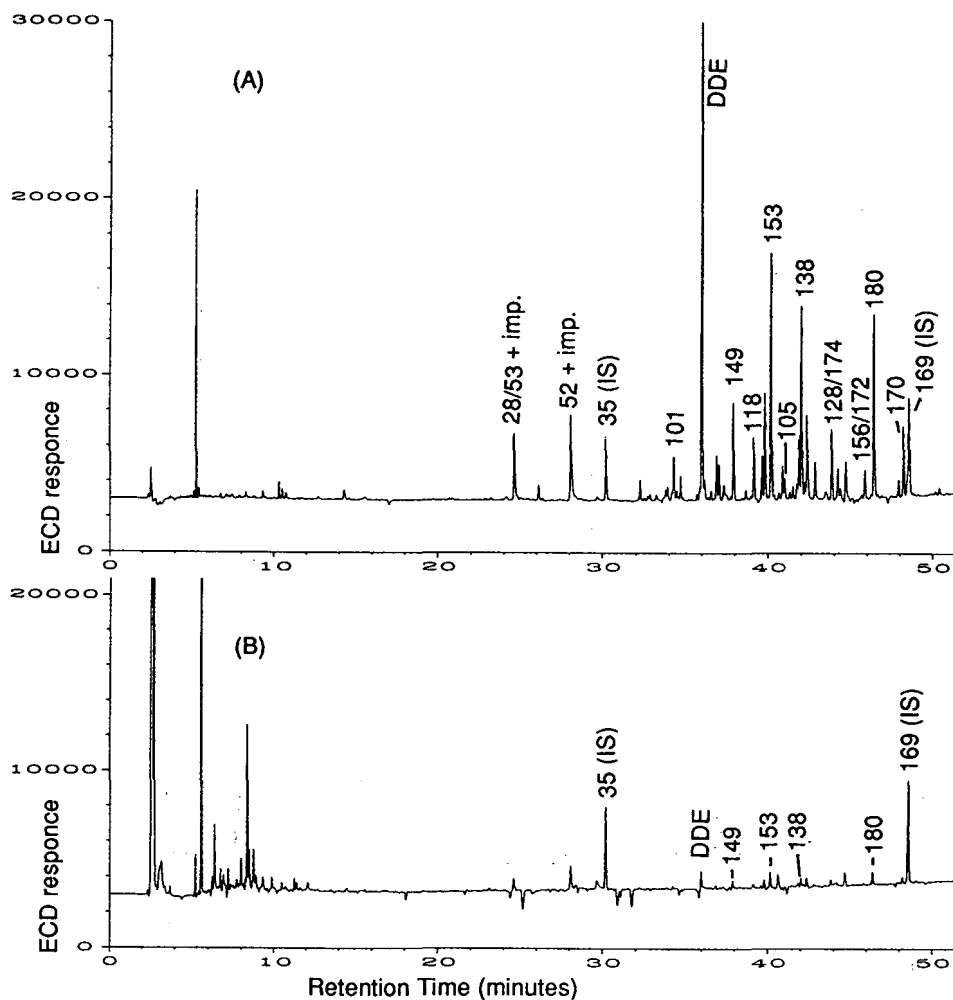 30000
(A)
DDE
20000
153
138
180
28/53 + imp.
52 + imp.
35 (IS)
101
149
118
105
128/174
156/172
170
169 (IS)
10000
ECD responce
0
0 10 20 30 40 50
20000
(B)
35 (IS)
169 (IS)
10000
DDE
149
153
138
180
ECD responce
0
0 10 20 30 40 50
Retention Time (minutes)